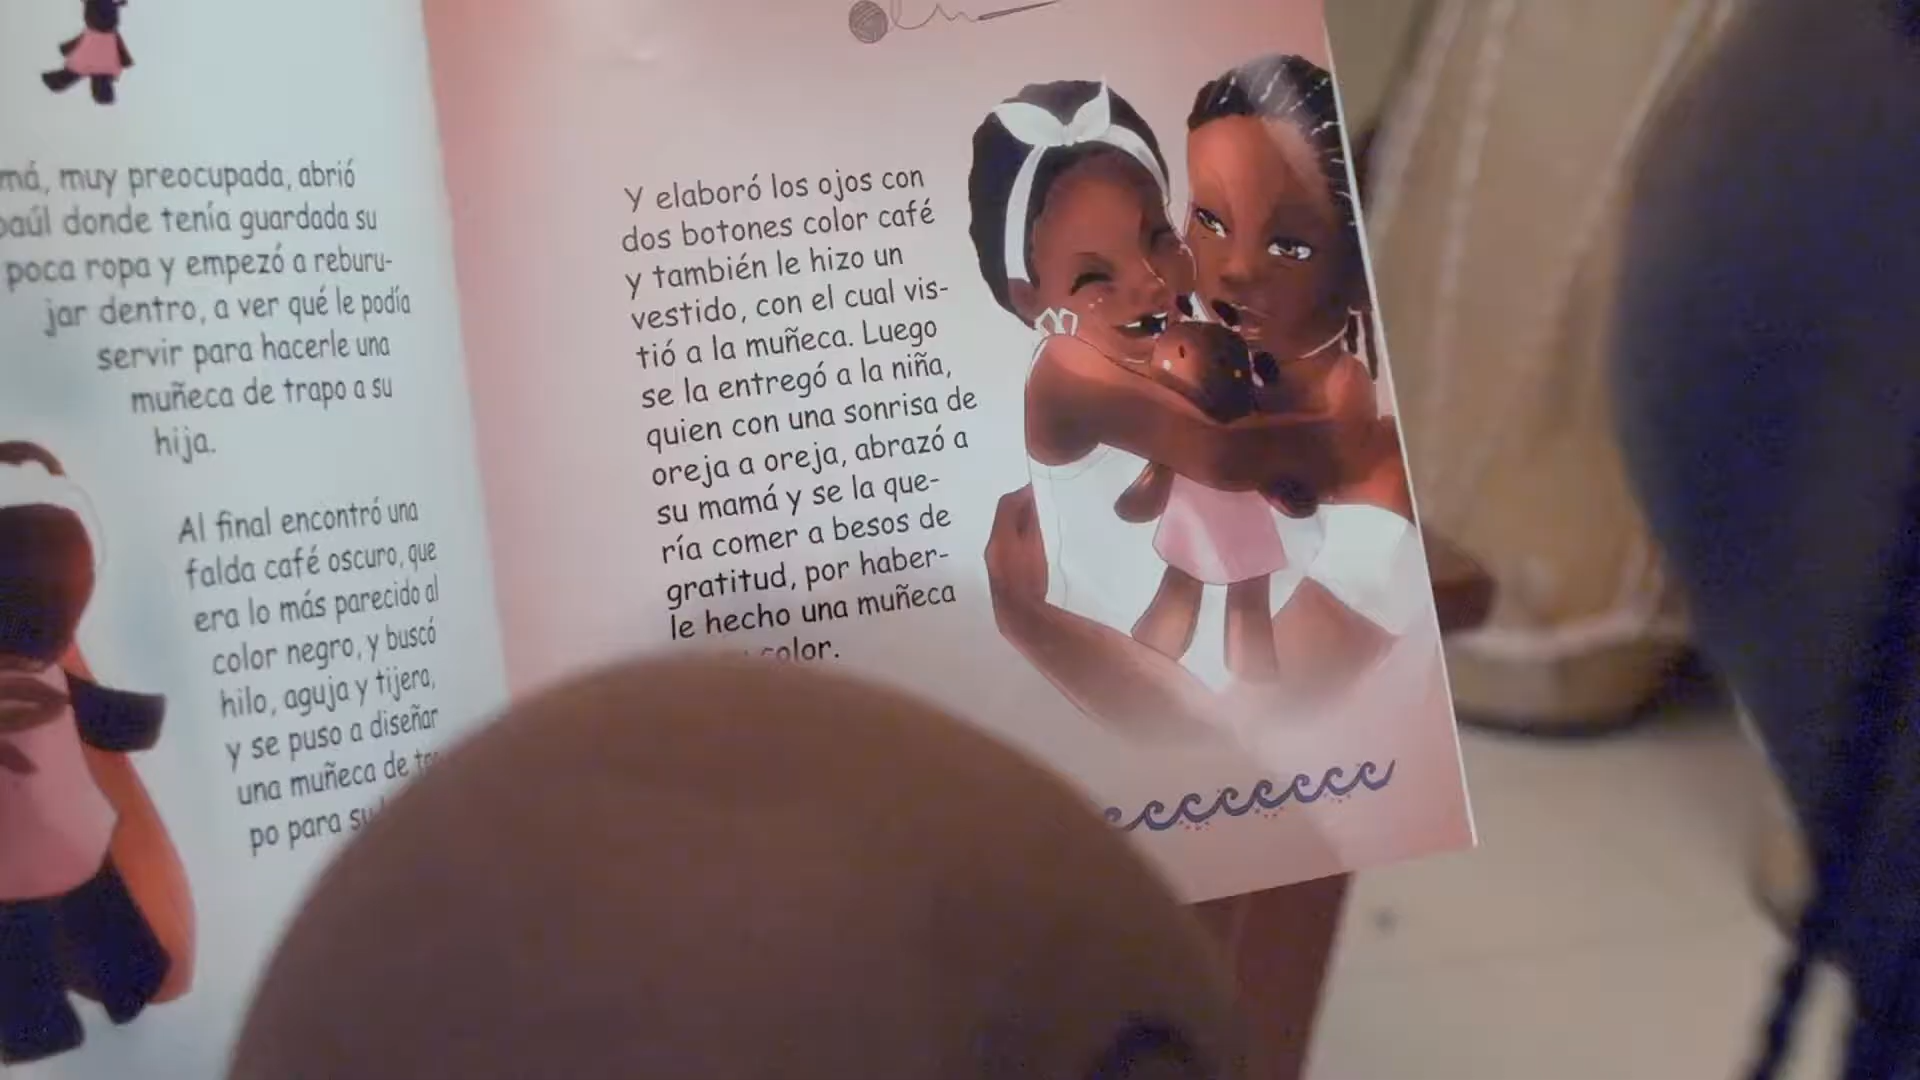 má, muy preocupada, abrió
baúl donde tenía guardada su
poca ropa y empezó a reburu-
jar dentro, a ver qué le podía
servir para hacerle una
muñeca de trapo a su
hija.
Al final encontró una
falda café oscuro, que
era lo más parecido al
color negro, y buscó
hilo, aguja y tijera,
y se puso a diseñar
una muñeca de
po para su
Y elaboró los ojos con
dos botones color café
y también le hizo un
vestido, con el cual vis-
tió a la muñeca. Luego
se la entregó a la niña,
quien con una sonrisa de
oreja a oreja, abrazó a
su mamá y se la que-
ría comer a besos de
gratitud, por haber-
le hecho una muñeca
color.